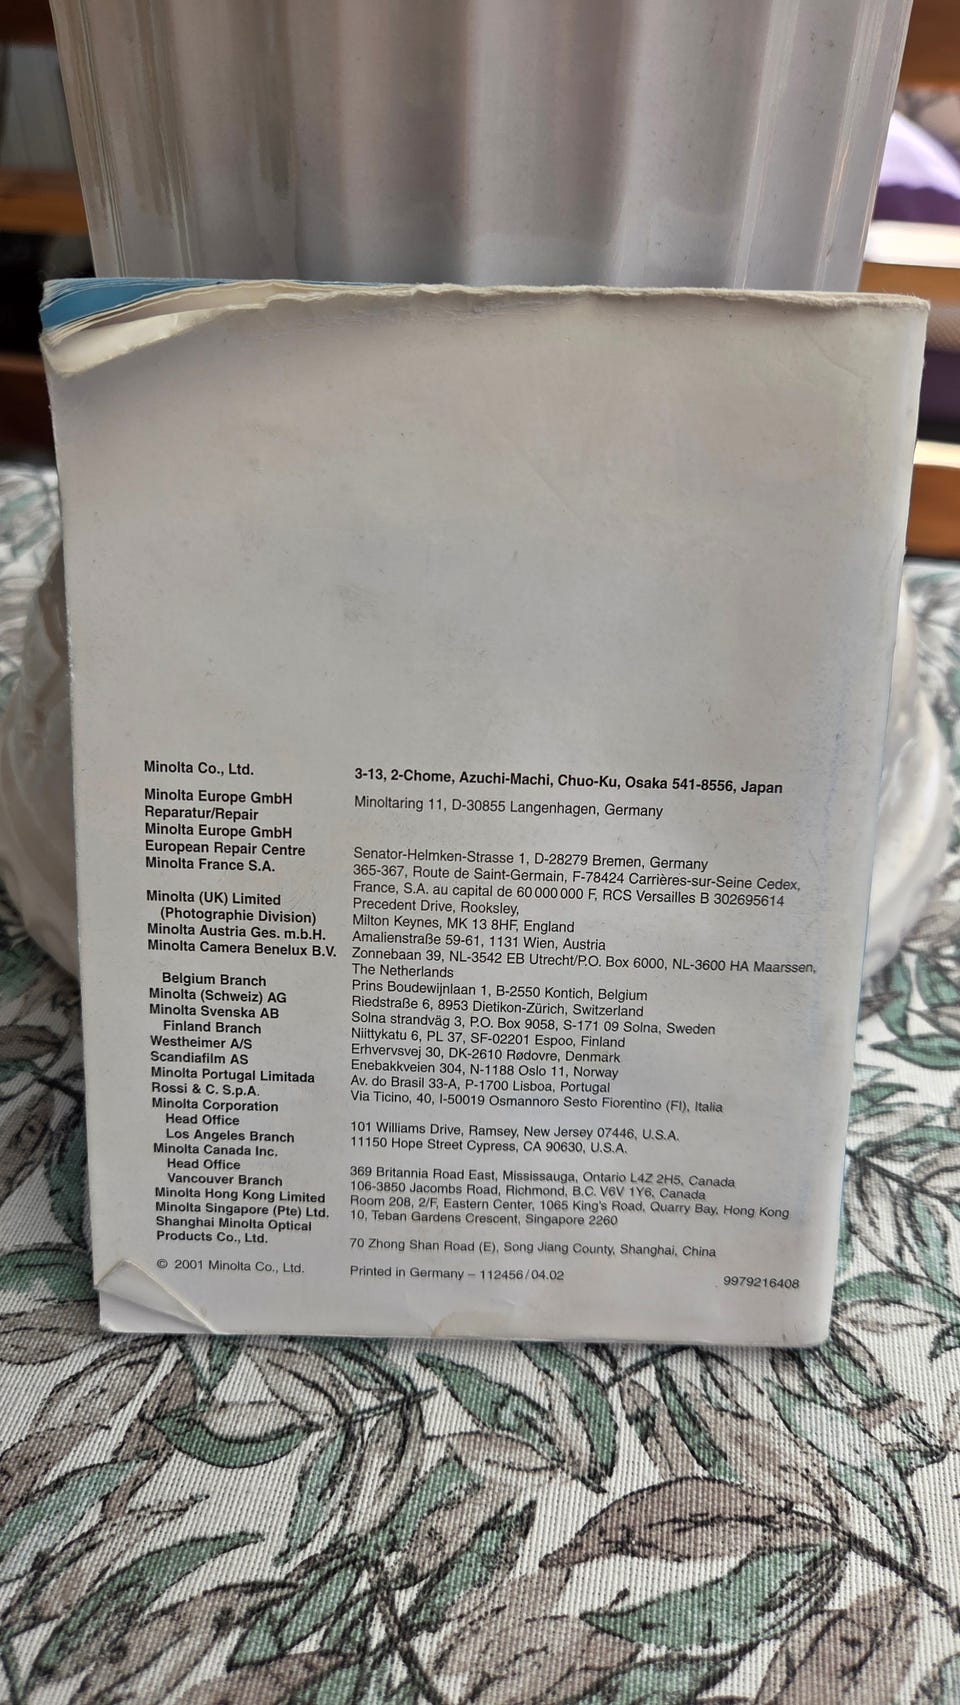 Minolta Co., Ltd. 3-13, 2-Chome, Azuchi-Machi, Chuo-Ku, Osaka 541-8556, Japan
Minolta Europe GmbH Minoltaring 11, D-30855 Langenhagen, Germany
Reparatur/Repair
Minolta Europe GmbH
European Repair Centre Senator-Helmken-Strasse 1, D-28279 Bremen, Germany
Minolta France S.A. 365-367, Route de Saint-Germain, F-78424 Carrières-sur-Seine Cedex,
France, S.A. au capital de 60 000 000 F, RCS Versailles B 302695614
Minolta (UK) Limited Precedent Drive, Rooksley,
(Photographie Division) Milton Keynes, MK 13 8HF, England
Minolta Austria Ges. m.b.H. Amalienstraße 59-61, 1131 Wien, Austria
Minolta Camera Benelux B.V. Zonnebaan 39, NL-3542 EB Utrecht/P.O. Box 6000, NL-3600 HA Maarssen,
The Netherlands
Belgium Branch Prins Boudewijnlaan 1, B-2550 Kontich, Belgium
Minolta (Schweiz) AG Riedstraße 6, 8953 Dietikon-Zürich, Switzerland
Minolta Svenska AB Solna strandväg 3, P.O. Box 9058, S-171 09 Solna, Sweden
Finland Branch Niittykatu 6, PL 37, SF-02201 Espoo, Finland
Westheimer A/S Erhvervsvej 30, DK-2610 Rødovre, Denmark
Scandiafilm AS Enebakkveien 304, N-1188 Oslo 11, Norway
Minolta Portugal Limitada Av. do Brasil 33-A, P-1700 Lisboa, Portugal
Rossi & C. S.p.A. Via Ticino, 40, I-50019 Osmannoro Sesto Fiorentino (FI), Italia
Minolta Corporation
Head Office 101 Williams Drive, Ramsey, New Jersey 07446, U.S.A.
Los Angeles Branch 11150 Hope Street Cypress, CA 90630, U.S.A.
Minolta Canada Inc.
Head Office 369 Britannia Road East, Mississauga, Ontario L4Z 2H5, Canada
Vancouver Branch 106-3850 Jacombs Road, Richmond, B.C. V6V 1Y6, Canada
Minolta Hong Kong Limited Room 208, 2/F, Eastern Center, 1065 King's Road, Quarry Bay, Hong Kong
Minolta Singapore (Pte) Ltd. 10, Teban Gardens Crescent, Singapore 2260
Shanghai Minolta Optical
Products Co., Ltd. 70 Zhong Shan Road (E), Song Jiang County, Shanghai, China
© 2001 Minolta Co., Ltd. Printed in Germany – 112456/04.02 9979216408